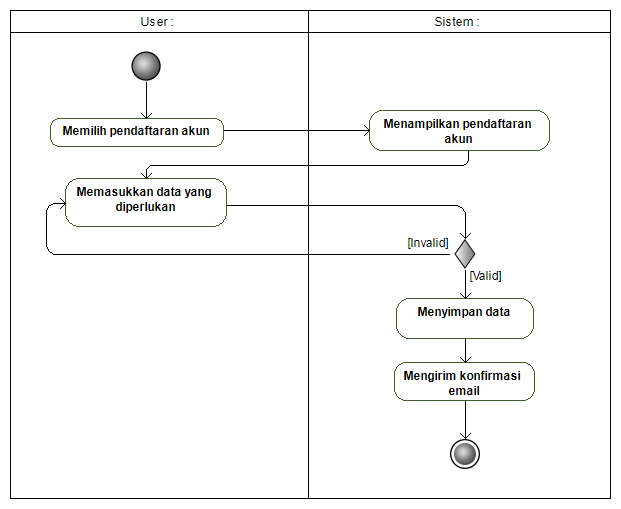 User :
Sistem :
Memilih pendaftaran akun
Menampilkan pendaftaran
akun
Memasukkan data yang
diperlukan
[Invalid]
[Valid]
Menyimpan data
Mengirim konfirmasi
email